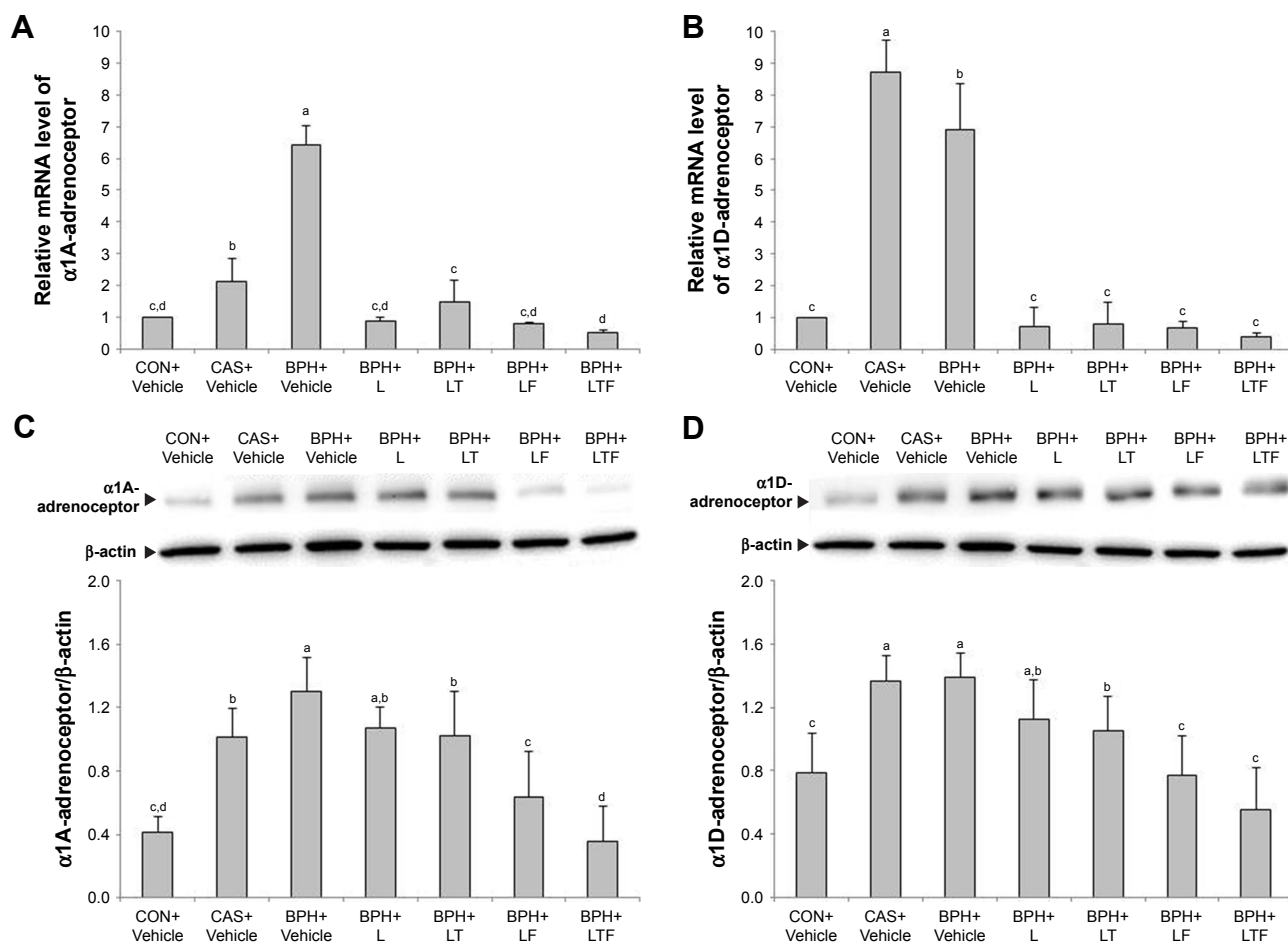 A
Relative mRNA level of
α1A-adrenoceptor
10
9
8
7
6
5
4
3
2
1
0
c,d
b
a
c,d
c
c,d
d
CON+ CAS+ BPH+ BPH+ BPH+ BPH+ BPH+
Vehicle Vehicle Vehicle L LT LF LTF
B
Relative mRNA level
of α1D-adrenoceptor
10
9
8
7
6
5
4
3
2
1
0
c
a
b
c
c
c
c
CON+ CAS+ BPH+ BPH+ BPH+ BPH+ BPH+
Vehicle Vehicle Vehicle L LT LF LTF
C
CON+ CAS+ BPH+ BPH+ BPH+ BPH+ BPH+
Vehicle Vehicle Vehicle L LT LF LTF
α1A-
adrenoceptor
β-actin
α1A-adrenoceptor/β-actin
2.0
1.6
1.2
0.8
0.4
0.0
c,d
b
a
a,b
b
c
d
CON+ CAS+ BPH+ BPH+ BPH+ BPH+ BPH+
Vehicle Vehicle Vehicle L LT LF LTF
D
CON+ CAS+ BPH+ BPH+ BPH+ BPH+ BPH+
Vehicle Vehicle Vehicle L LT LF LTF
α1D-
adrenoceptor
β-actin
α1D-adrenoceptor/β-actin
2.0
1.6
1.2
0.8
0.4
0.0
c
a
a
a,b
b
c
c
CON+ CAS+ BPH+ BPH+ BPH+ BPH+ BPH+
Vehicle Vehicle Vehicle L LT LF LTF